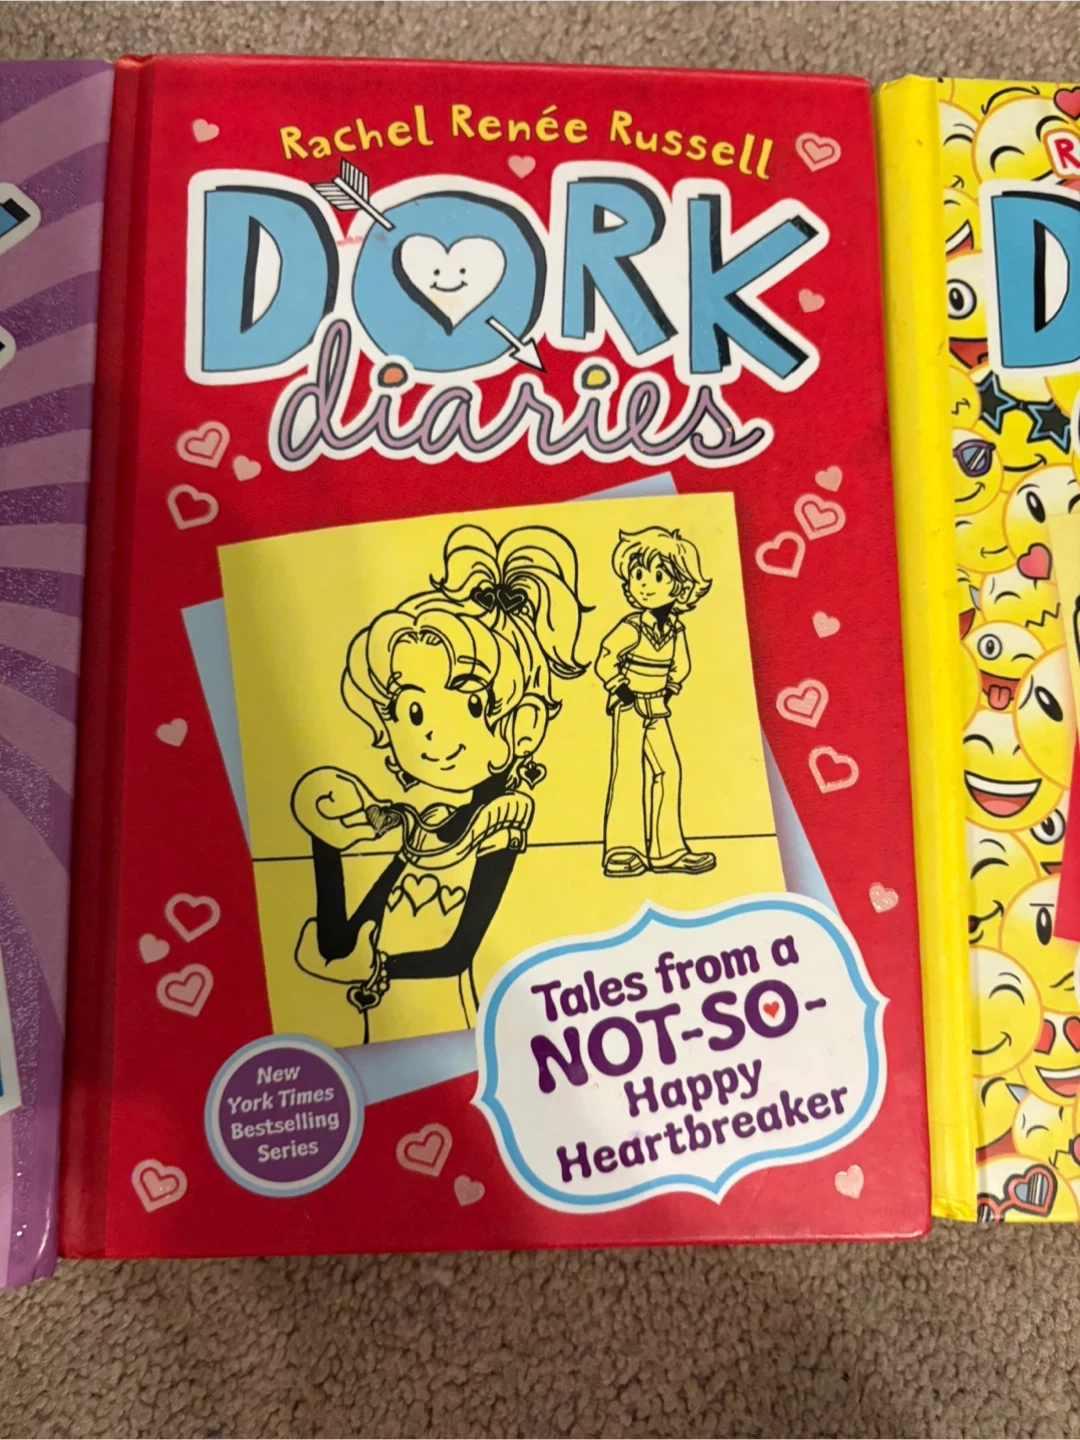 Rachel Renée Russell
DORK
diaries
Tales from a
NOT-SO-
Happy
Heartbreaker
New
York Times
Bestselling
Series
R
D